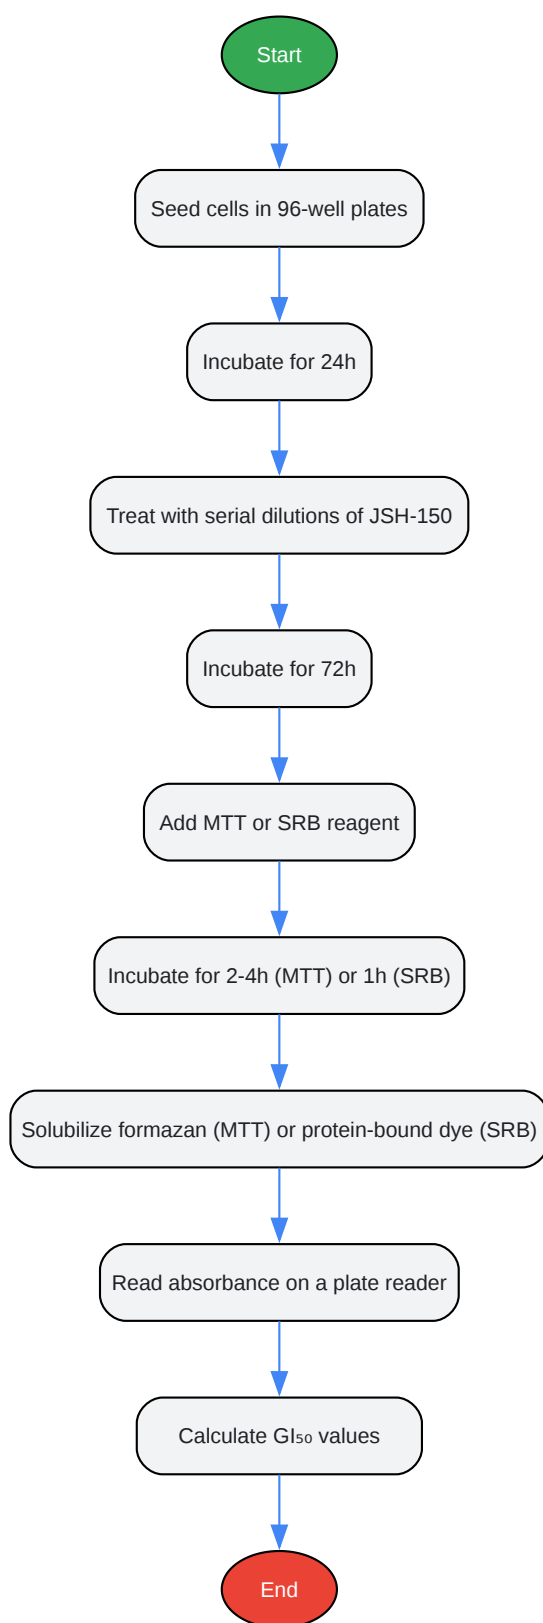 Start
Seed cells in 96-well plates
Incubate for 24h
Treat with serial dilutions of JSH-150
Incubate for 72h
Add MTT or SRB reagent
Incubate for 2-4h (MTT) or 1h (SRB)
Solubilize formazan (MTT) or protein-bound dye (SRB)
Read absorbance on a plate reader
Calculate GI₅₀ values
End